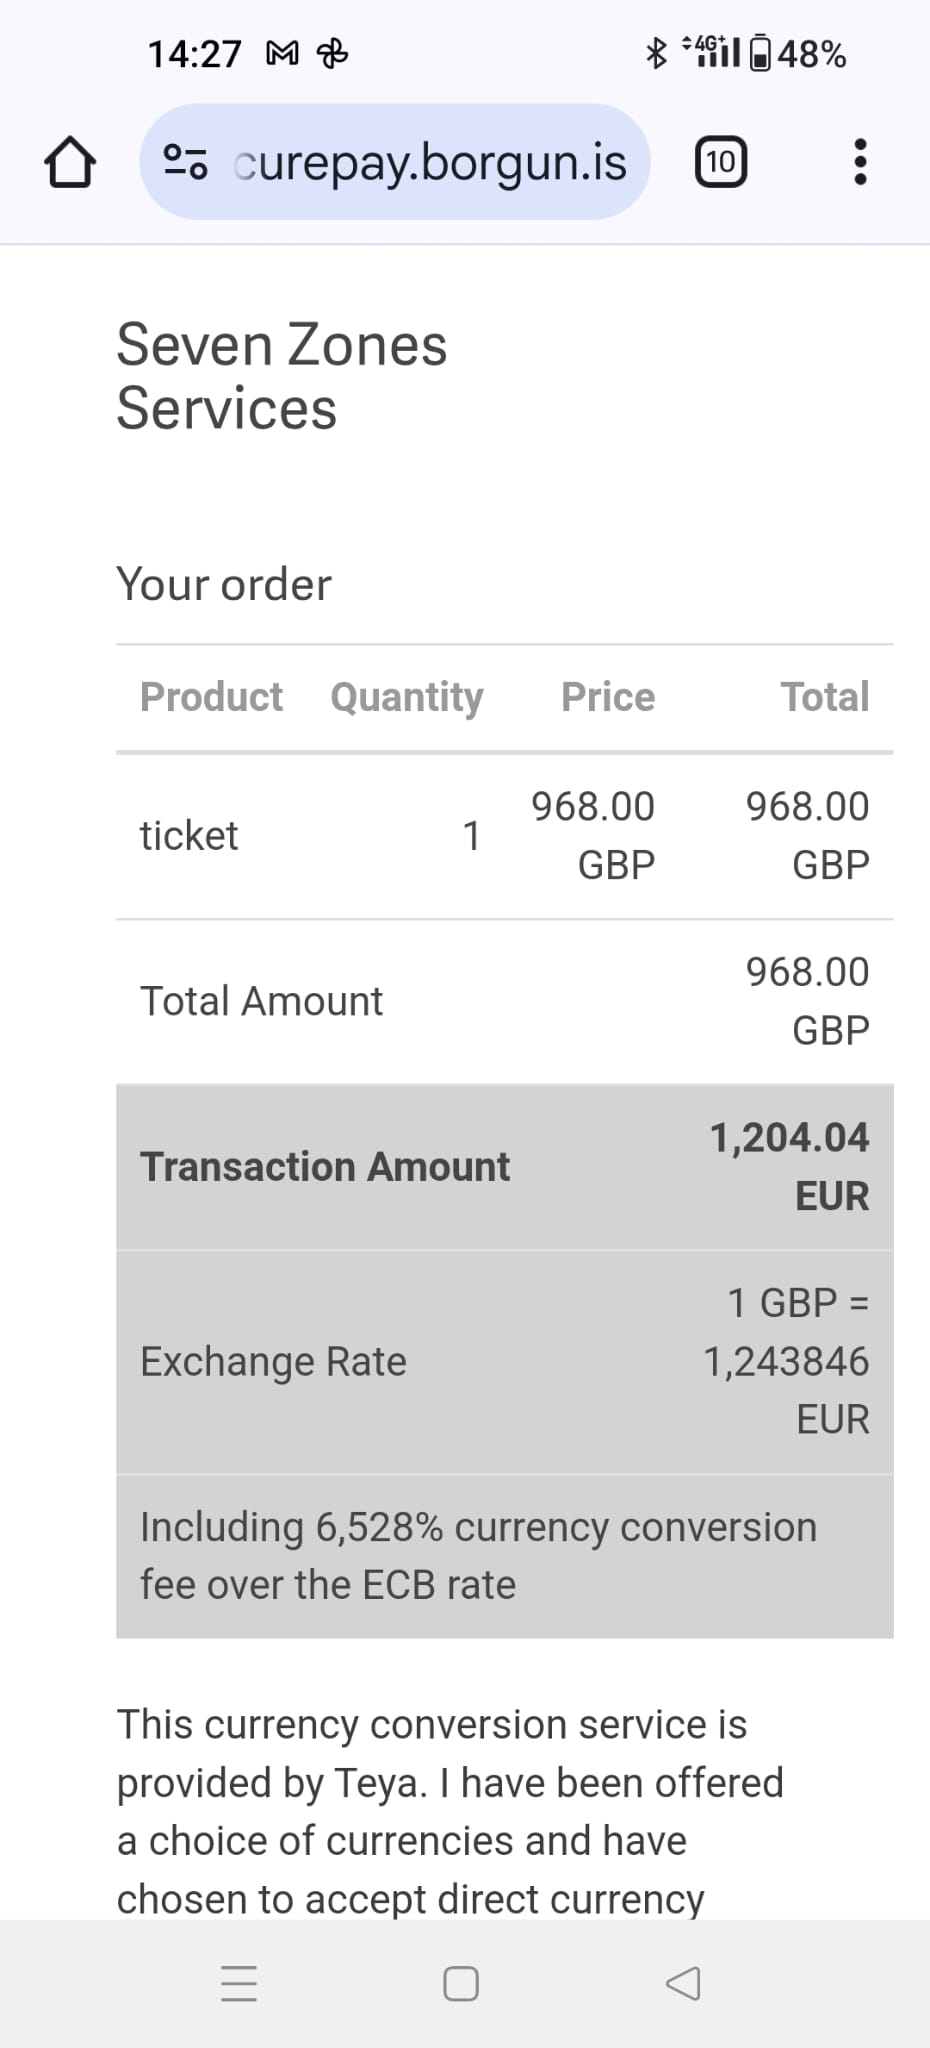 14:27 4G+ 48%
curepay.borgun.is 10
Seven Zones
Services
Your order
Product Quantity Price Total
ticket 1 968.00 GBP 968.00 GBP
Total Amount 968.00 GBP
Transaction Amount 1,204.04 EUR
Exchange Rate 1 GBP = 1,243846 EUR
Including 6,528% currency conversion
fee over the ECB rate
This currency conversion service is
provided by Teya. I have been offered
a choice of currencies and have
chosen to accept direct currency